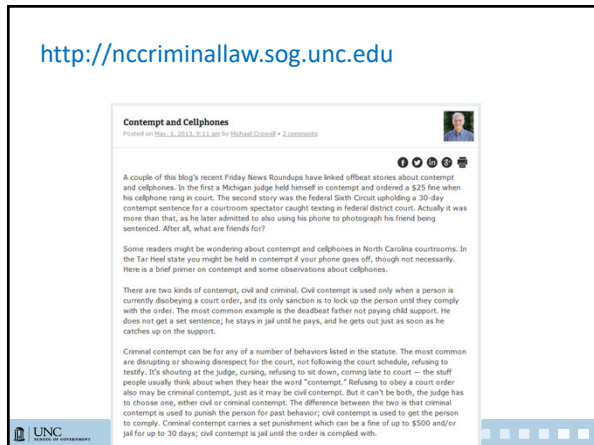 http://nccriminallaw.sog.unc.edu
Contempt and Cellphones
Posted on May. 1, 2013, 9:11 am by Michael Crowell • 2 comments
A couple of this blog's recent Friday News Roundups have linked offbeat stories about contempt
and cellphones. In the first a Michigan judge held himself in contempt and ordered a $25 fine when
his cellphone rang in court. The second story was the federal Sixth Circuit upholding a 30-day
contempt sentence for a courtroom spectator caught texting in federal district court. Actually it was
more than that, as he later admitted to also using his phone to photograph his friend being
sentenced. After all, what are friends for?
Some readers might be wondering about contempt and cellphones in North Carolina courtrooms. In
the Tar Heel state you might be held in contempt if your phone goes off, though not necessarily.
Here is a brief primer on contempt and some observations about cellphones.
There are two kinds of contempt, civil and criminal. Civil contempt is used only when a person is
currently disobeying a court order, and its only sanction is to lock up the person until they comply
with the order. The most common example is the deadbeat father not paying child support. He
does not get a set sentence; he stays in jail until he pays, and he gets out just as soon as he
catches up on the support.
Criminal contempt can be for any of a number of behaviors listed in the statute. The most common
are disrupting or showing disrespect for the court, not following the court schedule, refusing to
testify. It's shouting at the judge, cursing, refusing to sit down, coming late to court — the stuff
people usually think about when they hear the word "contempt." Refusing to obey a court order
also may be criminal contempt, just as it may be civil contempt. But it can't be both, the judge has
to choose one, either civil or criminal contempt. The difference between the two is that criminal
contempt is used to punish the person for past behavior; civil contempt is used to get the person
to comply. Criminal contempt carries a set punishment which can be a fine of up to $500 and/or
jail for up to 30 days; civil contempt is jail until the order is complied with.
UNC
SCHOOL OF GOVERNMENT